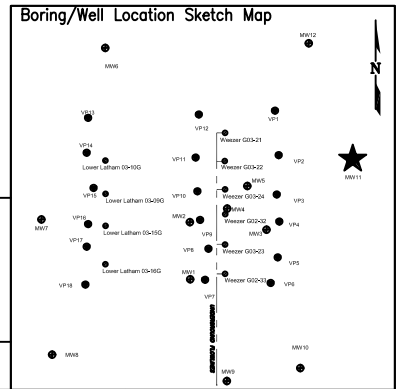 Boring/Well Location Sketch Map
MW12
MW6
N
VP13
VP12
VP1
Weezer G03-21
VP14
VP11
Weezer G03-22
VP2
Lower Latham 03-10G
MW11
MW5
VP15
VP10
Weezer G03-24
VP3
Lower Latham 03-09G
MW4
MW7
VP16
MW2
Weezer G02-32
VP4
MW3
Lower Latham 03-15G
VP9
VP17
VP8
Weezer G03-23
VP5
Lower Latham 03-16G
MW1
Weezer G02-33
VP18
VP6
VP7
UNDERGROUND FLOWLINES
MW8
MW10
MW9